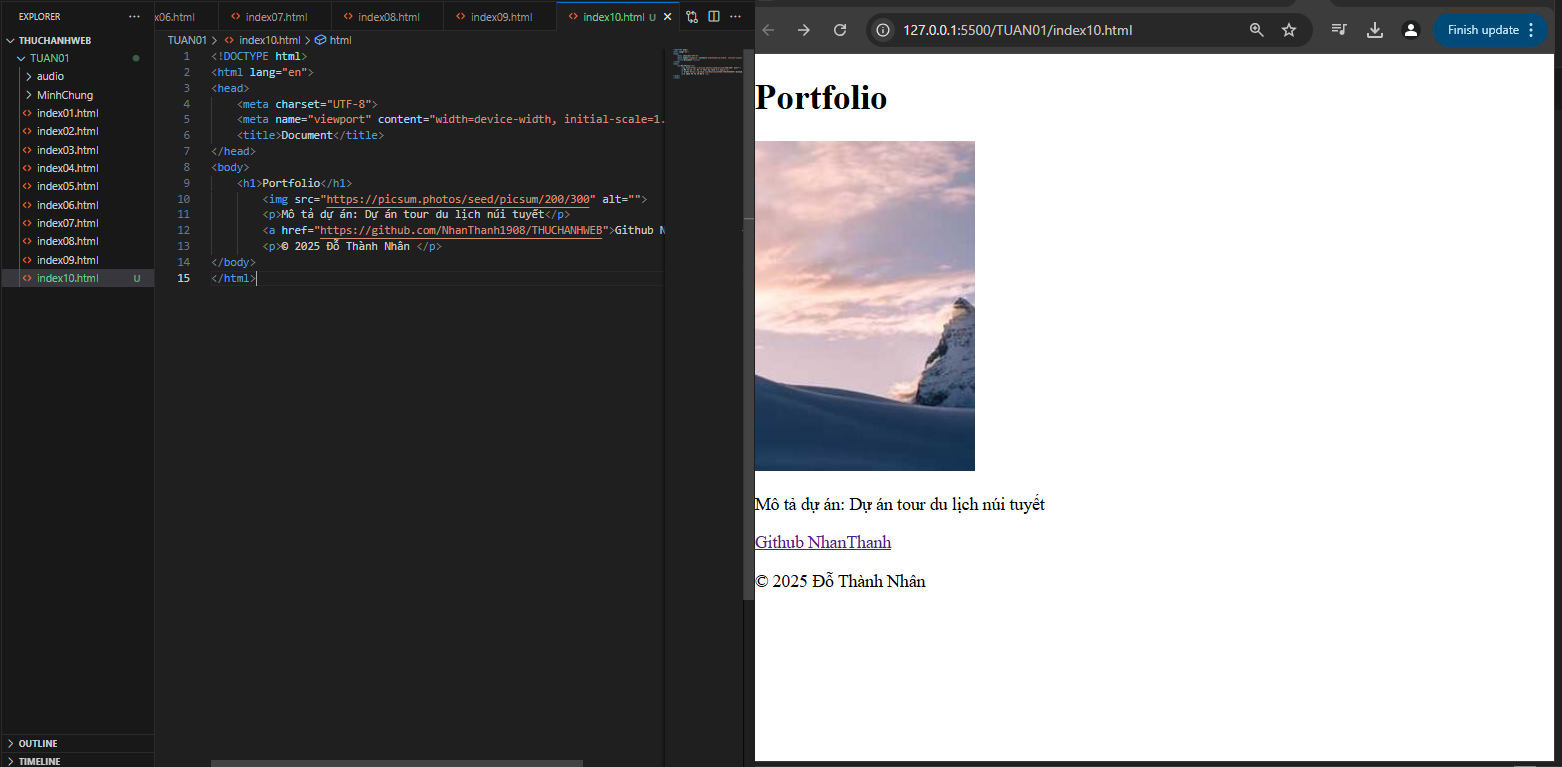 EXPLORER
THUCHANHWEB
TUAN01
audio
MinhChung
index01.html
index02.html
index03.html
index04.html
index05.html
index06.html
index07.html
index08.html
index09.html
index10.html U
OUTLINE
TIMELINE
x06.html index07.html index08.html index09.html index10.html U
TUAN01 > index10.html > html
1 <!DOCTYPE html>
2 <html lang="en">
3 <head>
4 <meta charset="UTF-8">
5 <meta name="viewport" content="width=device-width, initial-scale=1.
6 <title>Document</title>
7 </head>
8 <body>
9 <h1>Portfolio</h1>
10 <img src="https://picsum.photos/seed/picsum/200/300" alt="">
11 <p>Mô tả dự án: Dự án tour du lịch núi tuyết</p>
12 <a href="https://github.com/NhanThanh1908/THUCHANHWEB">Github N
13 <p>© 2025 Đỗ Thành Nhân </p>
14 </body>
15 </html>
127.0.0.1:5500/TUAN01/index10.html
Finish update
Portfolio
Mô tả dự án: Dự án tour du lịch núi tuyết
Github NhanThanh
© 2025 Đỗ Thành Nhân